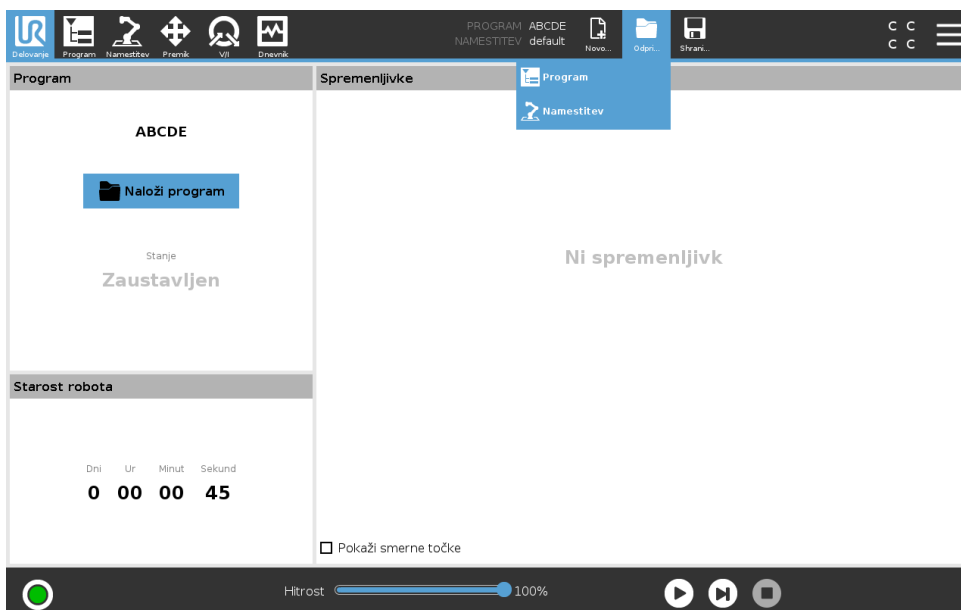 UR
Delovanje Program Namestitev Premik V/I Dnevnik
PROGRAM ABCDE
NAMESTITEV default
Novo... Odpri... Shrani...
C C
C C
Program
Namestitev
Program
ABCDE
Naloži program
Stanje
Zaustavljen
Spremenljivke
Ni spremenljivk
Starost robota
Dni Ur Minut Sekund
0 00 00 45
Pokaži smerne točke
Hitrost 100%